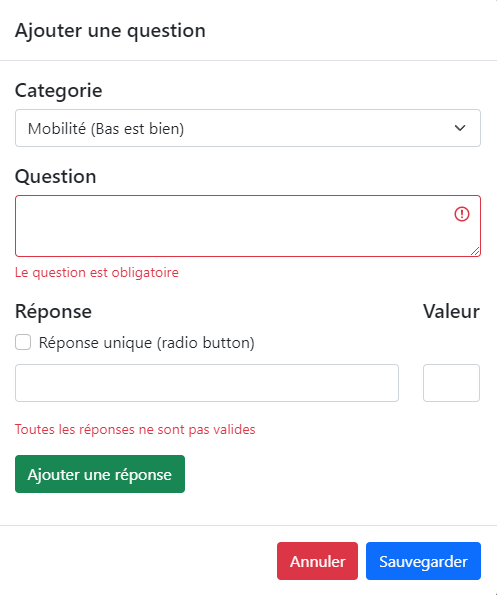 Ajouter une question
Categorie
Mobilité (Bas est bien)
Question
Le question est obligatoire
Réponse Valeur
Réponse unique (radio button)
Toutes les réponses ne sont pas valides
Ajouter une réponse
Annuler Sauvegarder